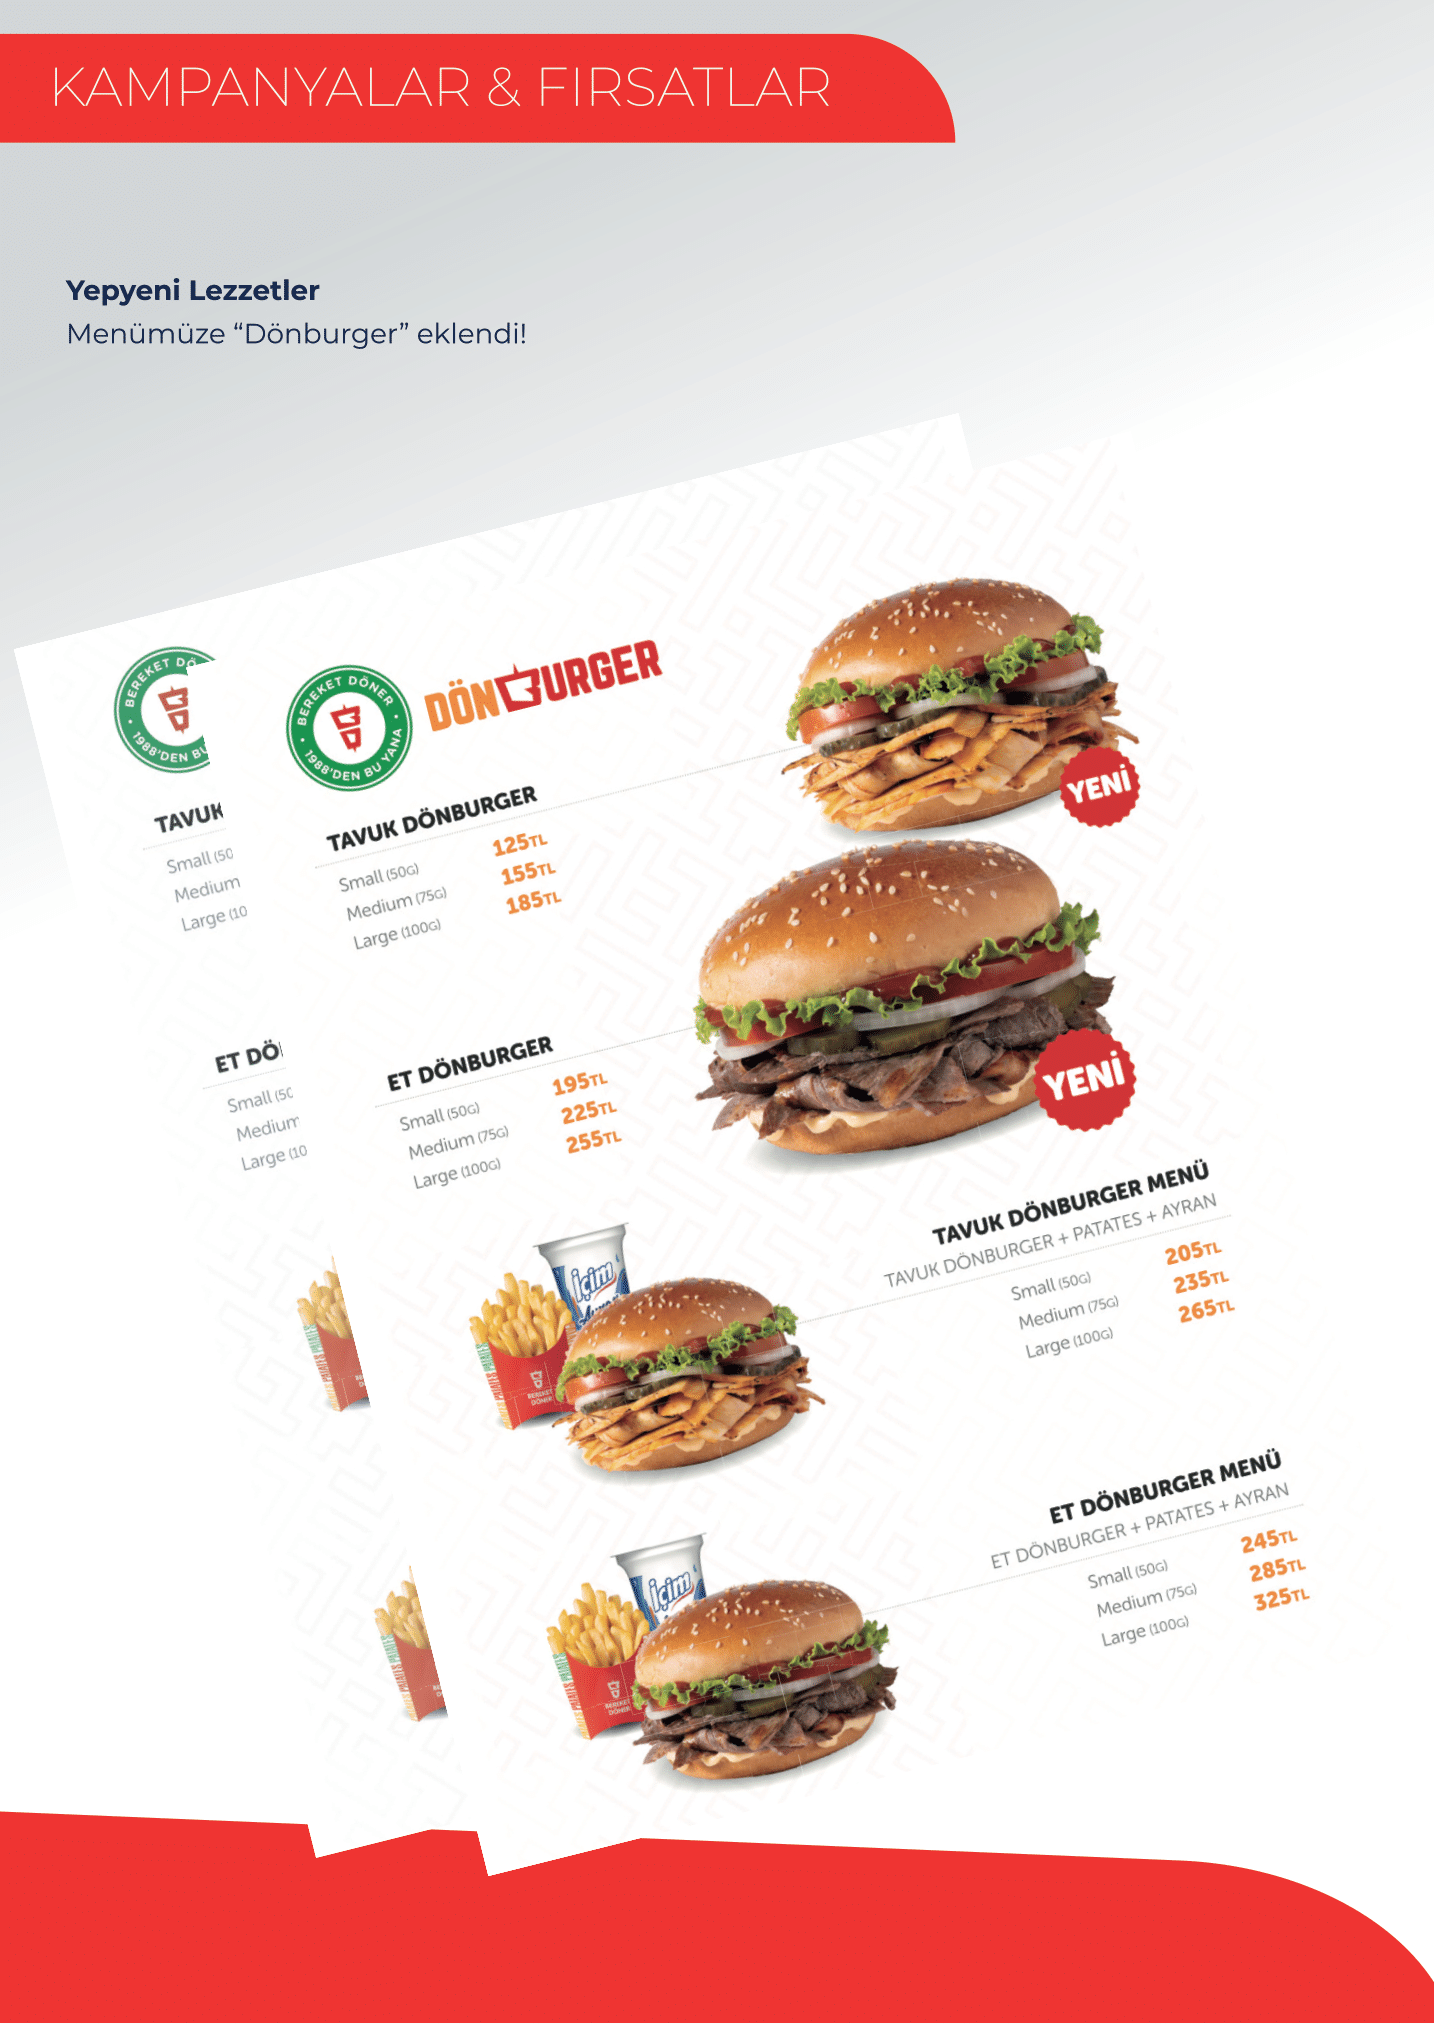 KAMPANYALAR & FIRSATLAR
Yepyeni Lezzetler
Menümüze “Dönburger” eklendi!
BEREKET DÖ
1988'DEN BU
TAVUK
Small (50
Medium
Large (10
ET DÖ
Small (50
Medium
Large (10
BEREKET DÖNER
1988'DEN BU YANA
DÖNBURGER
TAVUK DÖNBURGER
Small (50G) 125TL
Medium (75G) 155TL
Large (100G) 185TL
YENİ
ET DÖNBURGER
Small (50G) 195TL
Medium (75G) 225TL
Large (100G) 255TL
YENİ
TAVUK DÖNBURGER MENÜ
TAVUK DÖNBURGER + PATATES + AYRAN
Small (50G) 205TL
Medium (75G) 235TL
Large (100G) 265TL
İçim
BEREKET
DÖNER
ET DÖNBURGER MENÜ
ET DÖNBURGER + PATATES + AYRAN
Small (50G) 245TL
Medium (75G) 285TL
Large (100G) 325TL
İçim
BEREKET
DÖNER